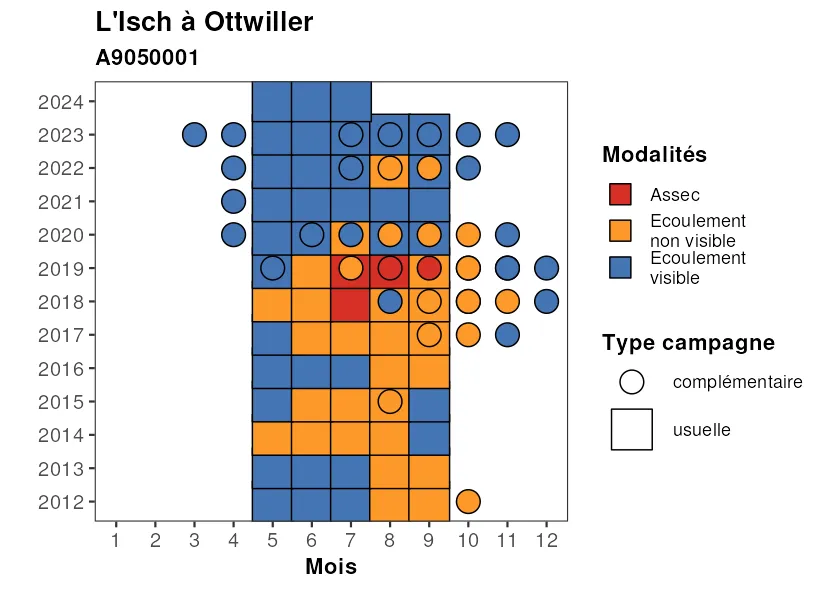 L'Isch à Ottwiller
A9050001
2024
2023
2022
2021
2020
2019
2018
2017
2016
2015
2014
2013
2012
1 2 3 4 5 6 7 8 9 10 11 12
Mois
Modalités
Assec
Ecoulement
non visible
Ecoulement
visible
Type campagne
complémentaire
usuelle